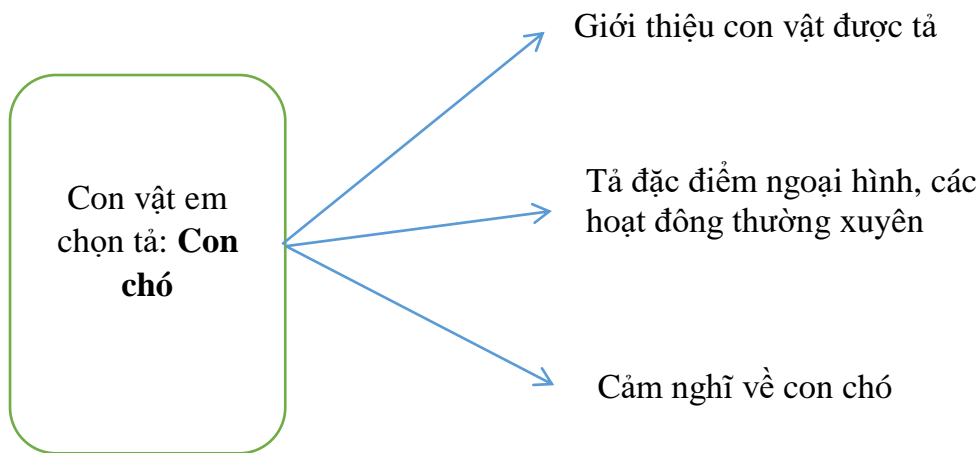 Giới thiệu con vật được tả
Con vật em
chọn tả: Con
chó
Tả đặc điểm ngoại hình, các
hoạt đông thường xuyên
Cảm nghĩ về con chó